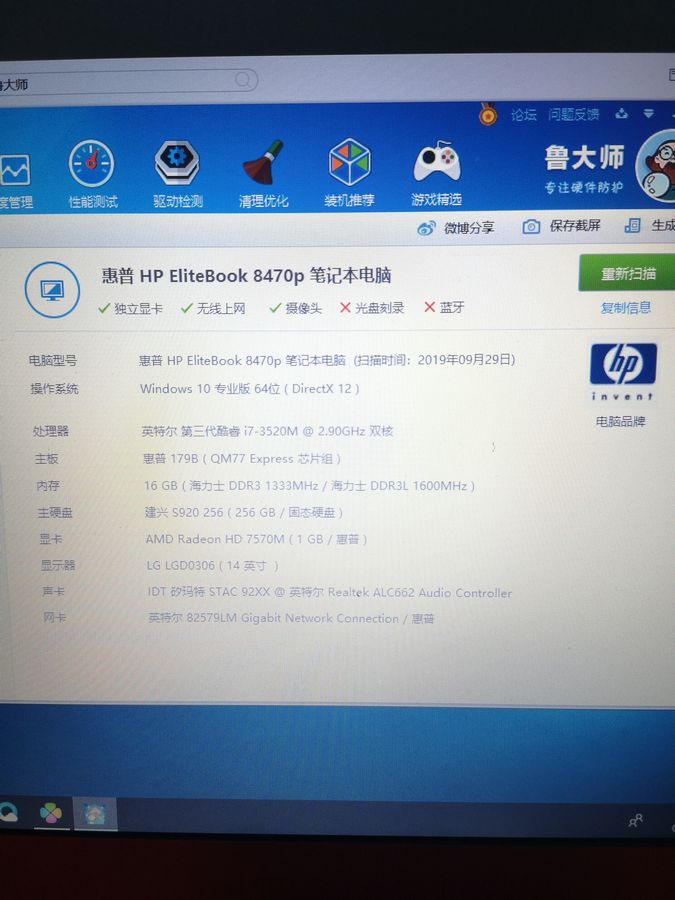 大师
论坛 问题反馈
度管理 性能测试 驱动检测 清理优化 装机推荐 游戏精选
鲁大师
专注硬件防护
微博分享 保存截屏 生成
惠普 HP EliteBook 8470p 笔记本电脑
重新扫描
独立显卡 无线上网 摄像头 光盘刻录 蓝牙
复制信息
电脑型号 惠普 HP EliteBook 8470p 笔记本电脑 (扫描时间：2019年09月29日)
操作系统 Windows 10 专业版 64位 ( DirectX 12 )
hp
invent
电脑品牌
处理器 英特尔 第三代酷睿 i7-3520M @ 2.90GHz 双核
主板 惠普 179B ( QM77 Express 芯片组 )
内存 16 GB ( 海力士 DDR3 1333MHz / 海力士 DDR3L 1600MHz )
主硬盘 建兴 S920 256 ( 256 GB / 固态硬盘 )
显卡 AMD Radeon HD 7570M ( 1 GB / 惠普 )
显示器 LG LGD0306 ( 14 英寸 )
声卡 IDT 矽玛特 STAC 92XX @ 英特尔 Realtek ALC662 Audio Controller
网卡 英特尔 82579LM Gigabit Network Connection / 惠普